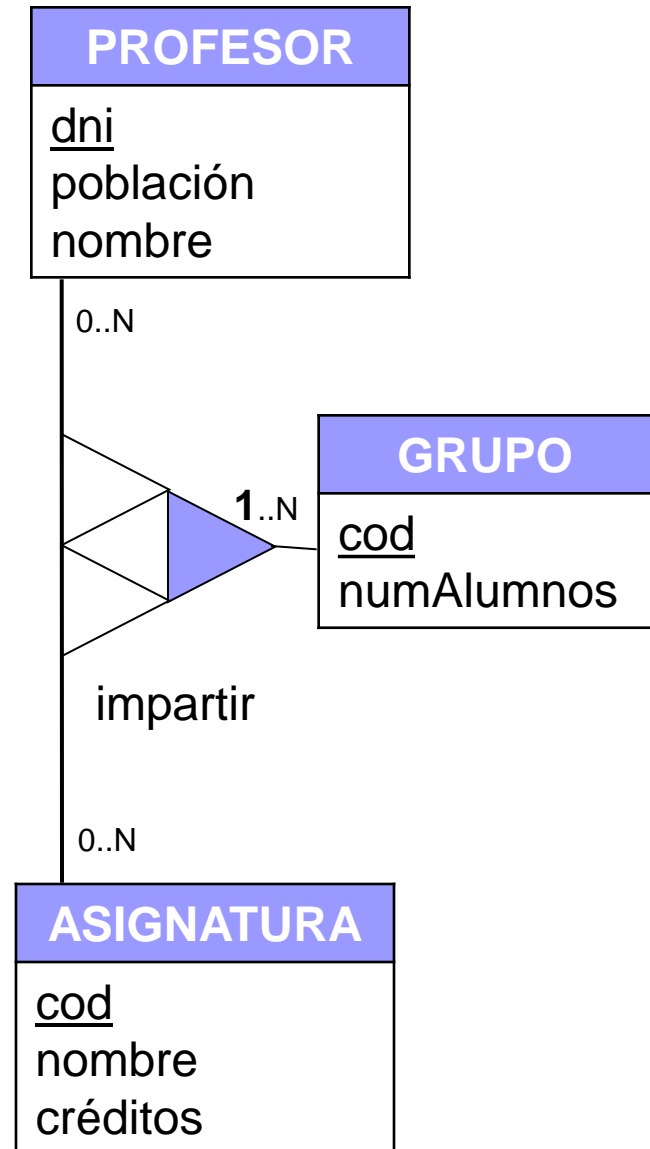 PROFESOR
dni
población
nombre
0..N
GRUPO
1..N
cod
numAlumnos
impartir
0..N
ASIGNATURA
cod
nombre
créditos